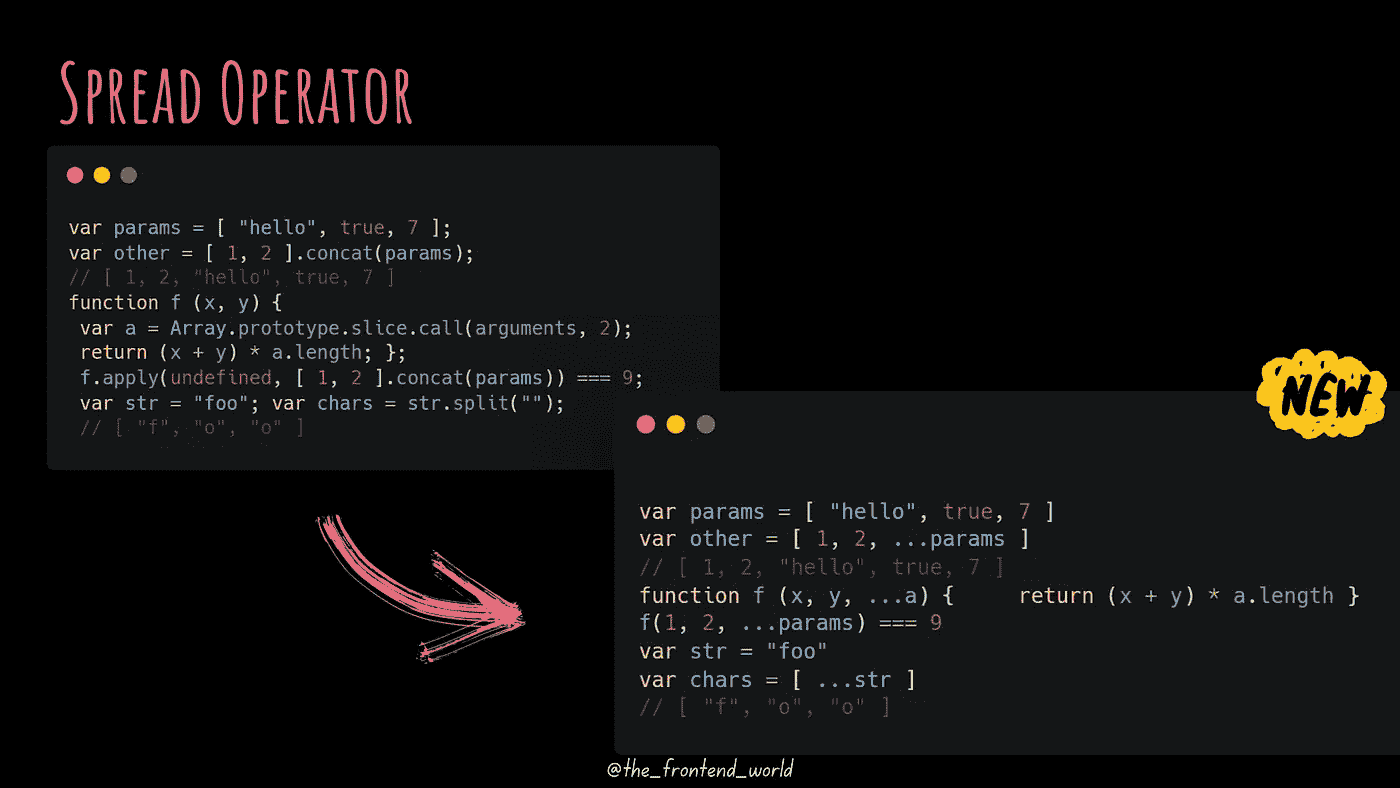 SPREAD OPERATOR
var params = [ "hello", true, 7 ];
var other = [ 1, 2 ].concat(params);
// [ 1, 2, "hello", true, 7 ]
function f (x, y) {
 var a = Array.prototype.slice.call(arguments, 2);
 return (x + y) * a.length; };
 f.apply(undefined, [ 1, 2 ].concat(params)) === 9;
 var str = "foo"; var chars = str.split("");
 // [ "f", "o", "o" ]
NEW
var params = [ "hello", true, 7 ]
var other = [ 1, 2, ...params ]
// [ 1, 2, "hello", true, 7 ]
function f (x, y, ...a) {     return (x + y) * a.length }
f(1, 2, ...params) === 9
var str = "foo"
var chars = [ ...str ]
// [ "f", "o", "o" ]
@the_frontend_world